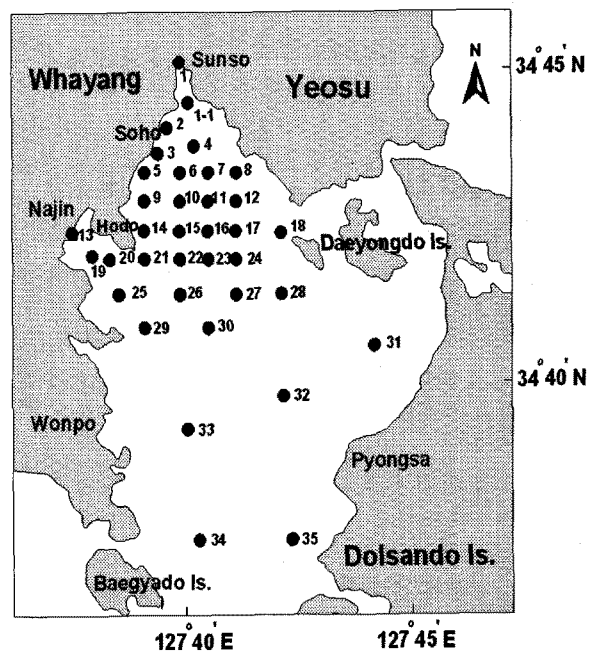 Sunso
N
34° 45' N
Whayang
Yeosu
1
1-1
2
Soho
4
3
5 6 7 8
9 10 11 12
Najin
Hodo
13 14 15 16 17 18
Daeyongdo Is.
19 20 21 22 23 24
25 26 27 28
29 30
31
34° 40' N
32
Wonpo
33
Pyongsa
34 35
Dolsando Is.
Baegyado Is.
127° 40' E 127° 45' E